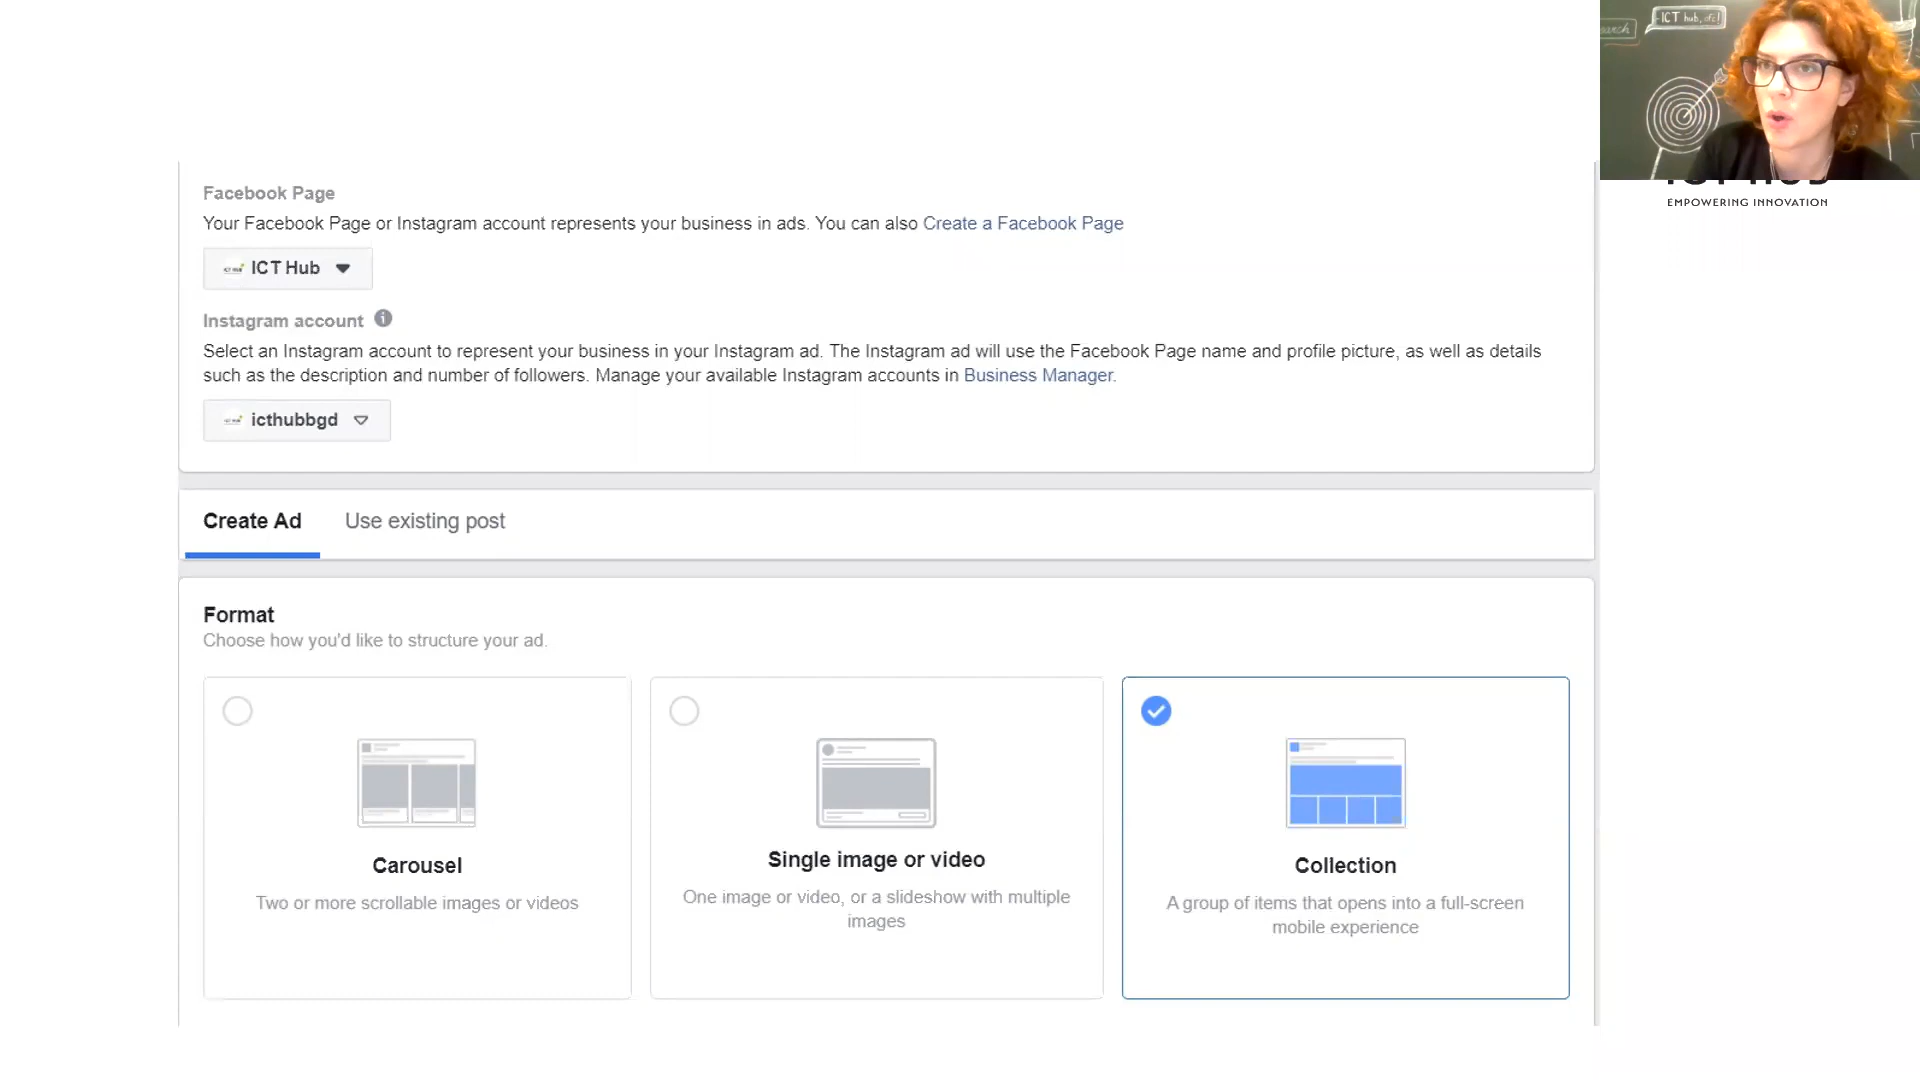 ICT hub, ofc!
Facebook Page
Your Facebook Page or Instagram account represents your business in ads. You can also Create a Facebook Page
ICT Hub
EMPOWERING INNOVATION
Instagram account
Select an Instagram account to represent your business in your Instagram ad. The Instagram ad will use the Facebook Page name and profile picture, as well as details
such as the description and number of followers. Manage your available Instagram accounts in Business Manager.
icthubbgd
Create Ad
Use existing post
Format
Choose how you'd like to structure your ad.
Carousel
Two or more scrollable images or videos
Single image or video
One image or video, or a slideshow with multiple
images
Collection
A group of items that opens into a full-screen
mobile experience